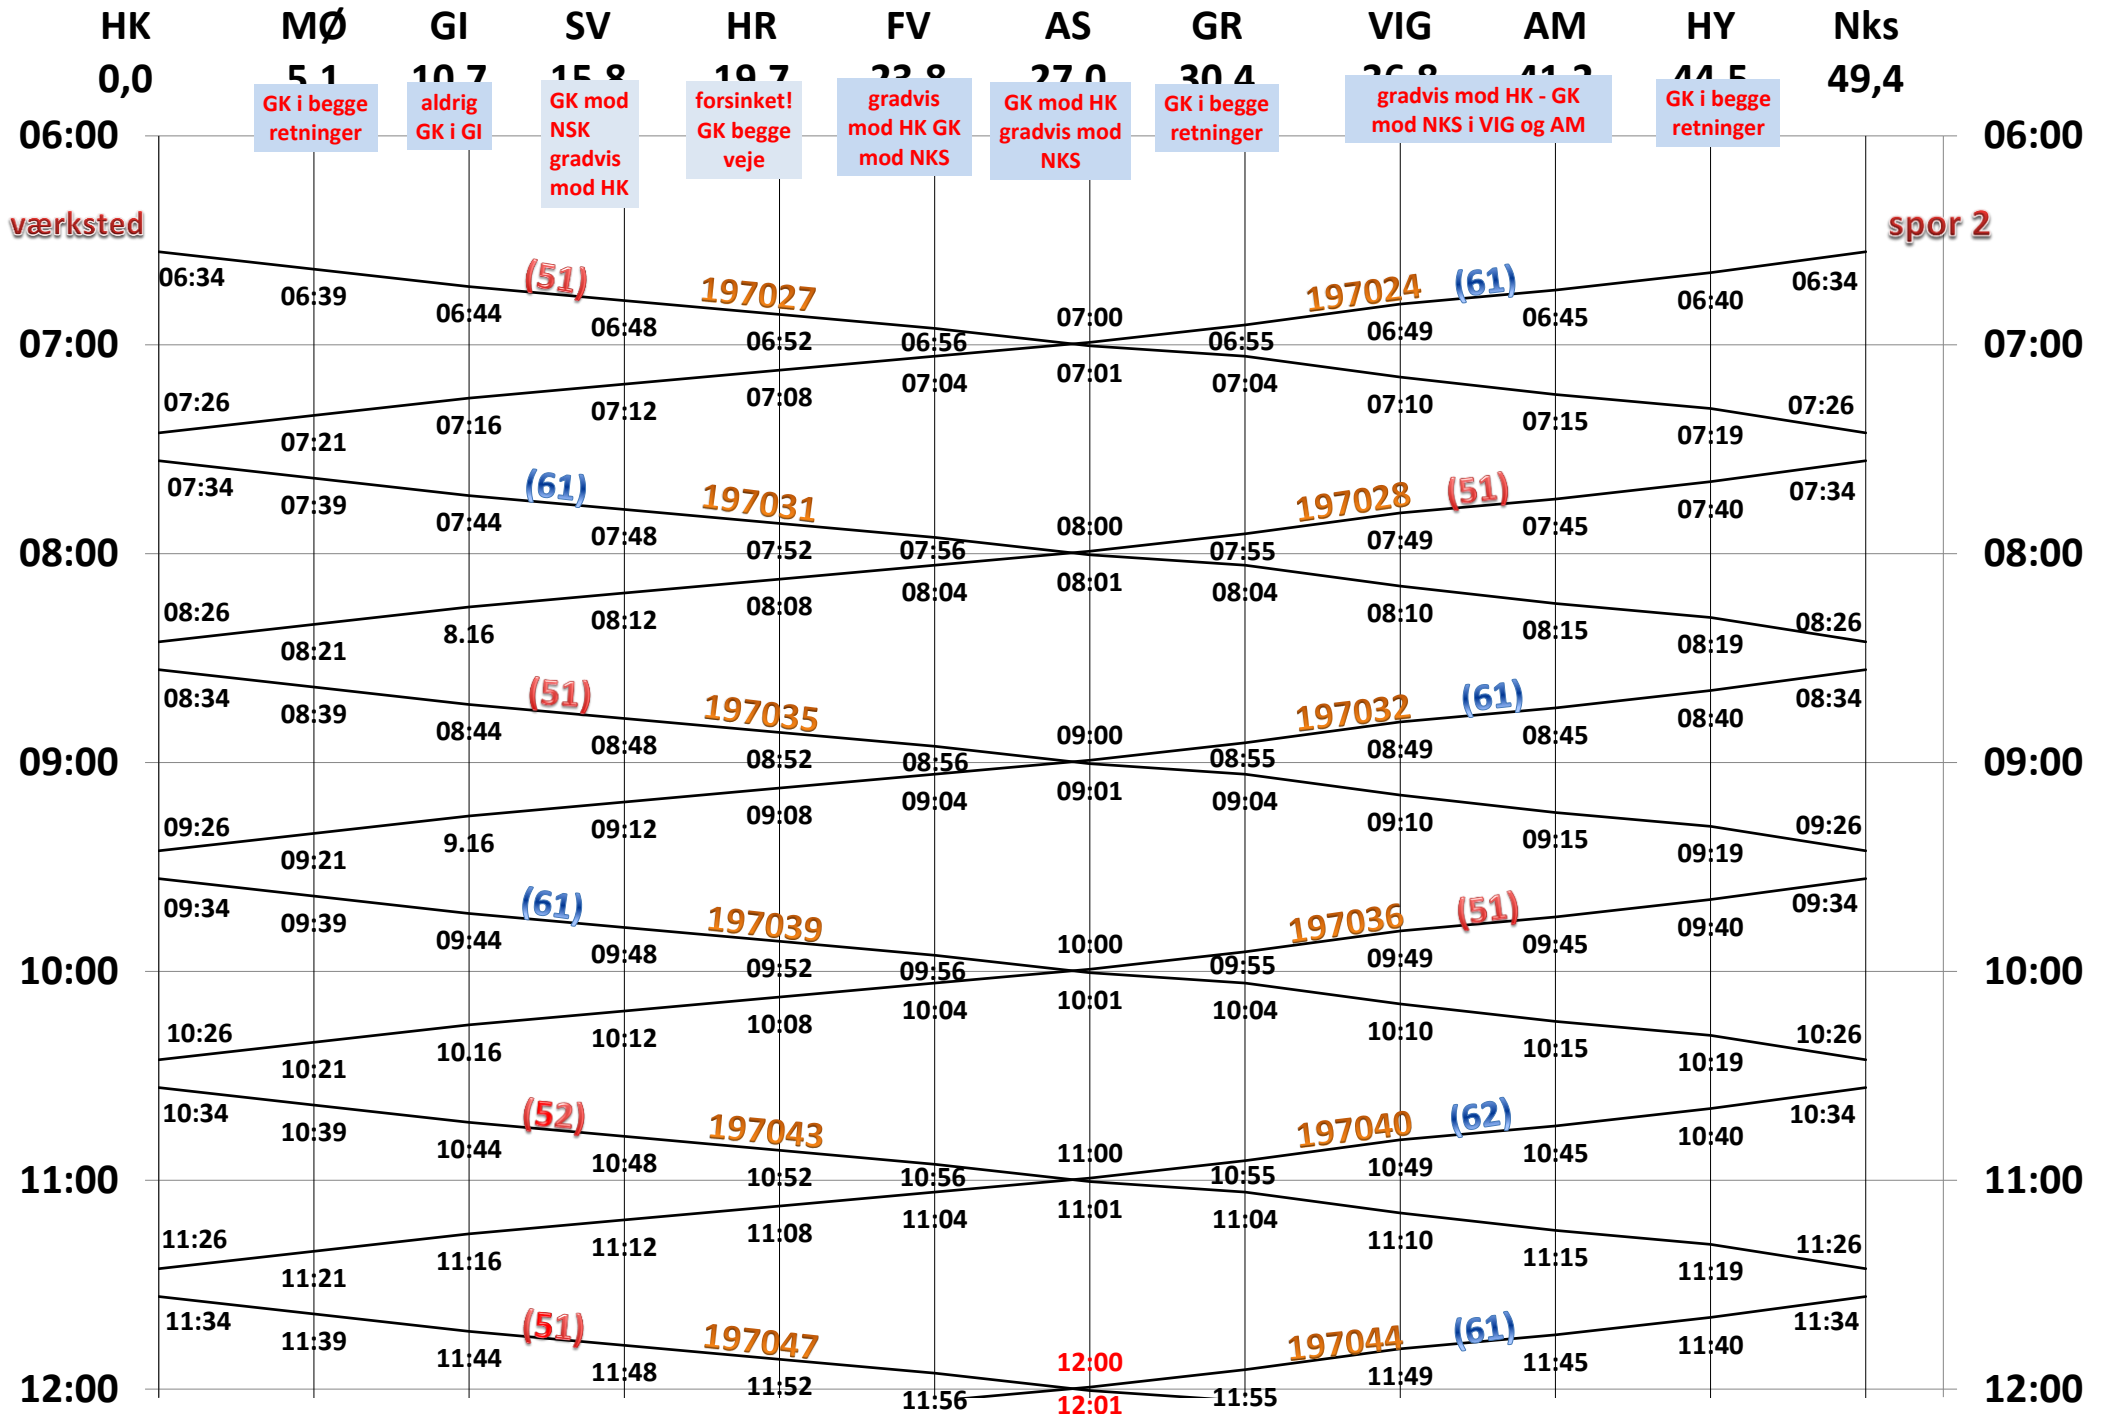 HK MØ GI SV HR FV AS GR VIG AM HY Nks
0,0 5,1 10,7 15,8 19,7 23,8 27,0 30,4 36,8 41,2 44,5 49,4
GK i begge
retninger
aldrig
GK i GI
GK mod
NSK
gradvis
mod HK
forsinket!
GK begge
veje
gradvis
mod HK GK
mod NKS
GK mod HK
gradvis mod
NKS
GK i begge
retninger
gradvis mod HK - GK
mod NKS i VIG og AM
GK i begge
retninger
06:00 06:00
værksted spor 2
(51) 197027 197024 (61)
06:34 06:39 06:44 06:48 06:52 06:56 07:00 06:55 06:49 06:45 06:40 06:34
07:00 07:00
07:26 07:21 07:16 07:12 07:08 07:04 07:01 07:04 07:10 07:15 07:19 07:26
(61) 197031 197028 (51)
07:34 07:39 07:44 07:48 07:52 07:56 08:00 07:55 07:49 07:45 07:40 07:34
08:00 08:00
08:26 08:21 8.16 08:12 08:08 08:04 08:01 08:04 08:10 08:15 08:19 08:26
(51) 197035 197032 (61)
08:34 08:39 08:44 08:48 08:52 08:56 09:00 08:55 08:49 08:45 08:40 08:34
09:00 09:00
09:26 09:21 9.16 09:12 09:08 09:04 09:01 09:04 09:10 09:15 09:19 09:26
(61) 197039 197036 (51)
09:34 09:39 09:44 09:48 09:52 09:56 10:00 09:55 09:49 09:45 09:40 09:34
10:00 10:00
10:26 10:21 10.16 10:12 10:08 10:04 10:01 10:04 10:10 10:15 10:19 10:26
(52) 197043 197040 (62)
10:34 10:39 10:44 10:48 10:52 10:56 11:00 10:55 10:49 10:45 10:40 10:34
11:00 11:00
11:26 11:21 11:16 11:12 11:08 11:04 11:01 11:04 11:10 11:15 11:19 11:26
(51) 197047 197044 (61)
11:34 11:39 11:44 11:48 11:52 11:56 12:00 11:55 11:49 11:45 11:40 11:34
12:00 12:01 12:00